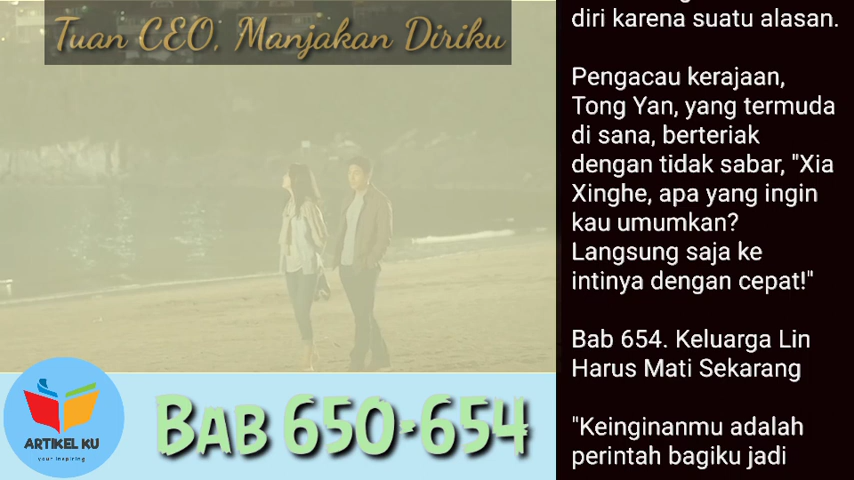 Tuan CEO, Manjakan Diriku
ARTIKEL KU
your inspiring
BAB 650-654
diri karena suatu alasan.
Pengacau kerajaan,
Tong Yan, yang termuda
di sana, berteriak
dengan tidak sabar, "Xia
Xinghe, apa yang ingin
kau umumkan?
Langsung saja ke
intinya dengan cepat!"
Bab 654. Keluarga Lin
Harus Mati Sekarang
"Keinginanmu adalah
perintah bagiku jadi